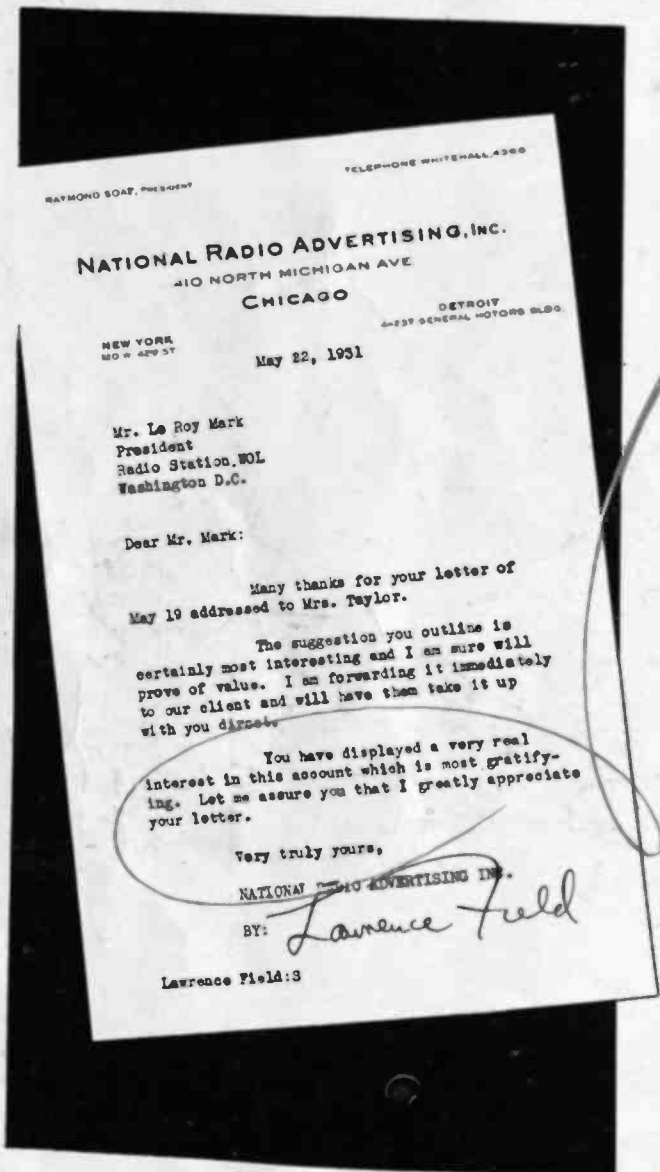 RAYMOND SOAT, PRESIDENT
TELEPHONE WHITEHALL
NATIONAL RADIO ADVERTISING, INC.
410 NORTH MICHIGAN AVE
CHICAGO
NEW YORK
DETROIT
GENERAL MOTORS BLDG.
May 22, 1931
Mr. Le Roy Mark
President
Radio Station, WOL
Washington D.C.
Dear Mr. Mark:
Many thanks for your letter of
May 19 addressed to Mrs. Taylor.
The suggestion you outline is
certainly most interesting and I am sure will
prove of value. I am forwarding it immediately
to our client and will have them take it up
with you direct.
You have displayed a very real
interest in this account which is most gratify-
ing. Let me assure you that I greatly appreciate
your letter.
Very truly yours,
NATIONAL RADIO ADVERTISING INC.
BY: Lawrence Field
Lawrence Field:S